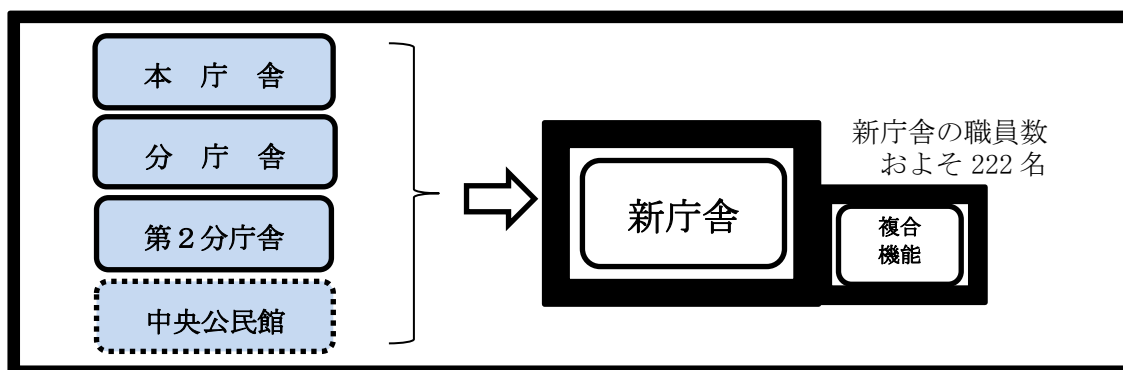 本 庁 舎
分 庁 舎
第２分庁舎
中央公民館
新庁舎
新庁舎の職員数
およそ 222 名
複合
機能